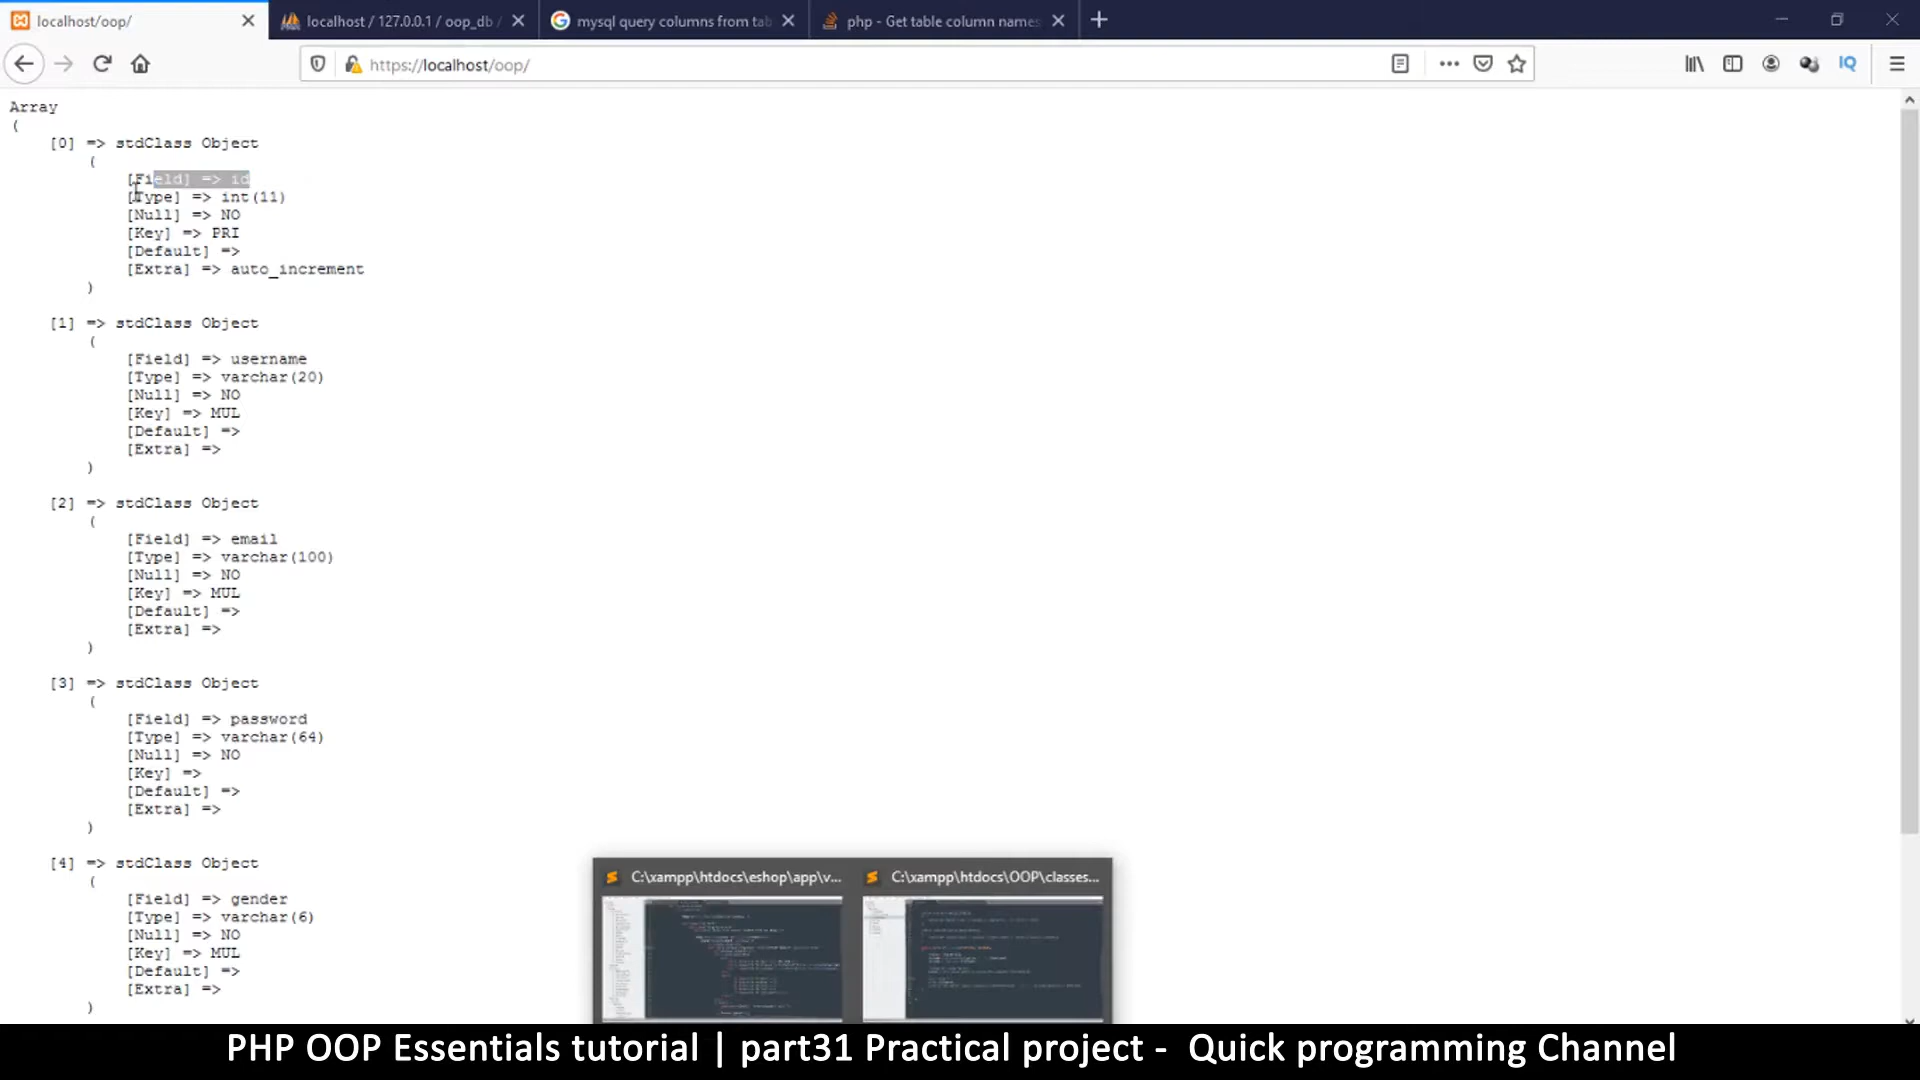 localhost/oop/
localhost / 127.0.0.1 / oop_db /
mysql query columns from tab
php - Get table column names
https://localhost/oop/
IQ
Array
(
[0] => stdClass Object
(
[Field] => id
[Type] => int(11)
[Null] => NO
[Key] => PRI
[Default] =>
[Extra] => auto_increment
)
[1] => stdClass Object
(
[Field] => username
[Type] => varchar(20)
[Null] => NO
[Key] => MUL
[Default] =>
[Extra] =>
)
[2] => stdClass Object
(
[Field] => email
[Type] => varchar(100)
[Null] => NO
[Key] => MUL
[Default] =>
[Extra] =>
)
[3] => stdClass Object
(
[Field] => password
[Type] => varchar(64)
[Null] => NO
[Key] =>
[Default] =>
[Extra] =>
)
[4] => stdClass Object
(
[Field] => gender
[Type] => varchar(6)
[Null] => NO
[Key] => MUL
[Default] =>
[Extra] =>
)
C:\xampp\htdocs\eshop\app\v...
C:\xampp\htdocs\OOP\classes...
PHP OOP Essentials tutorial | part31 Practical project - Quick programming Channel